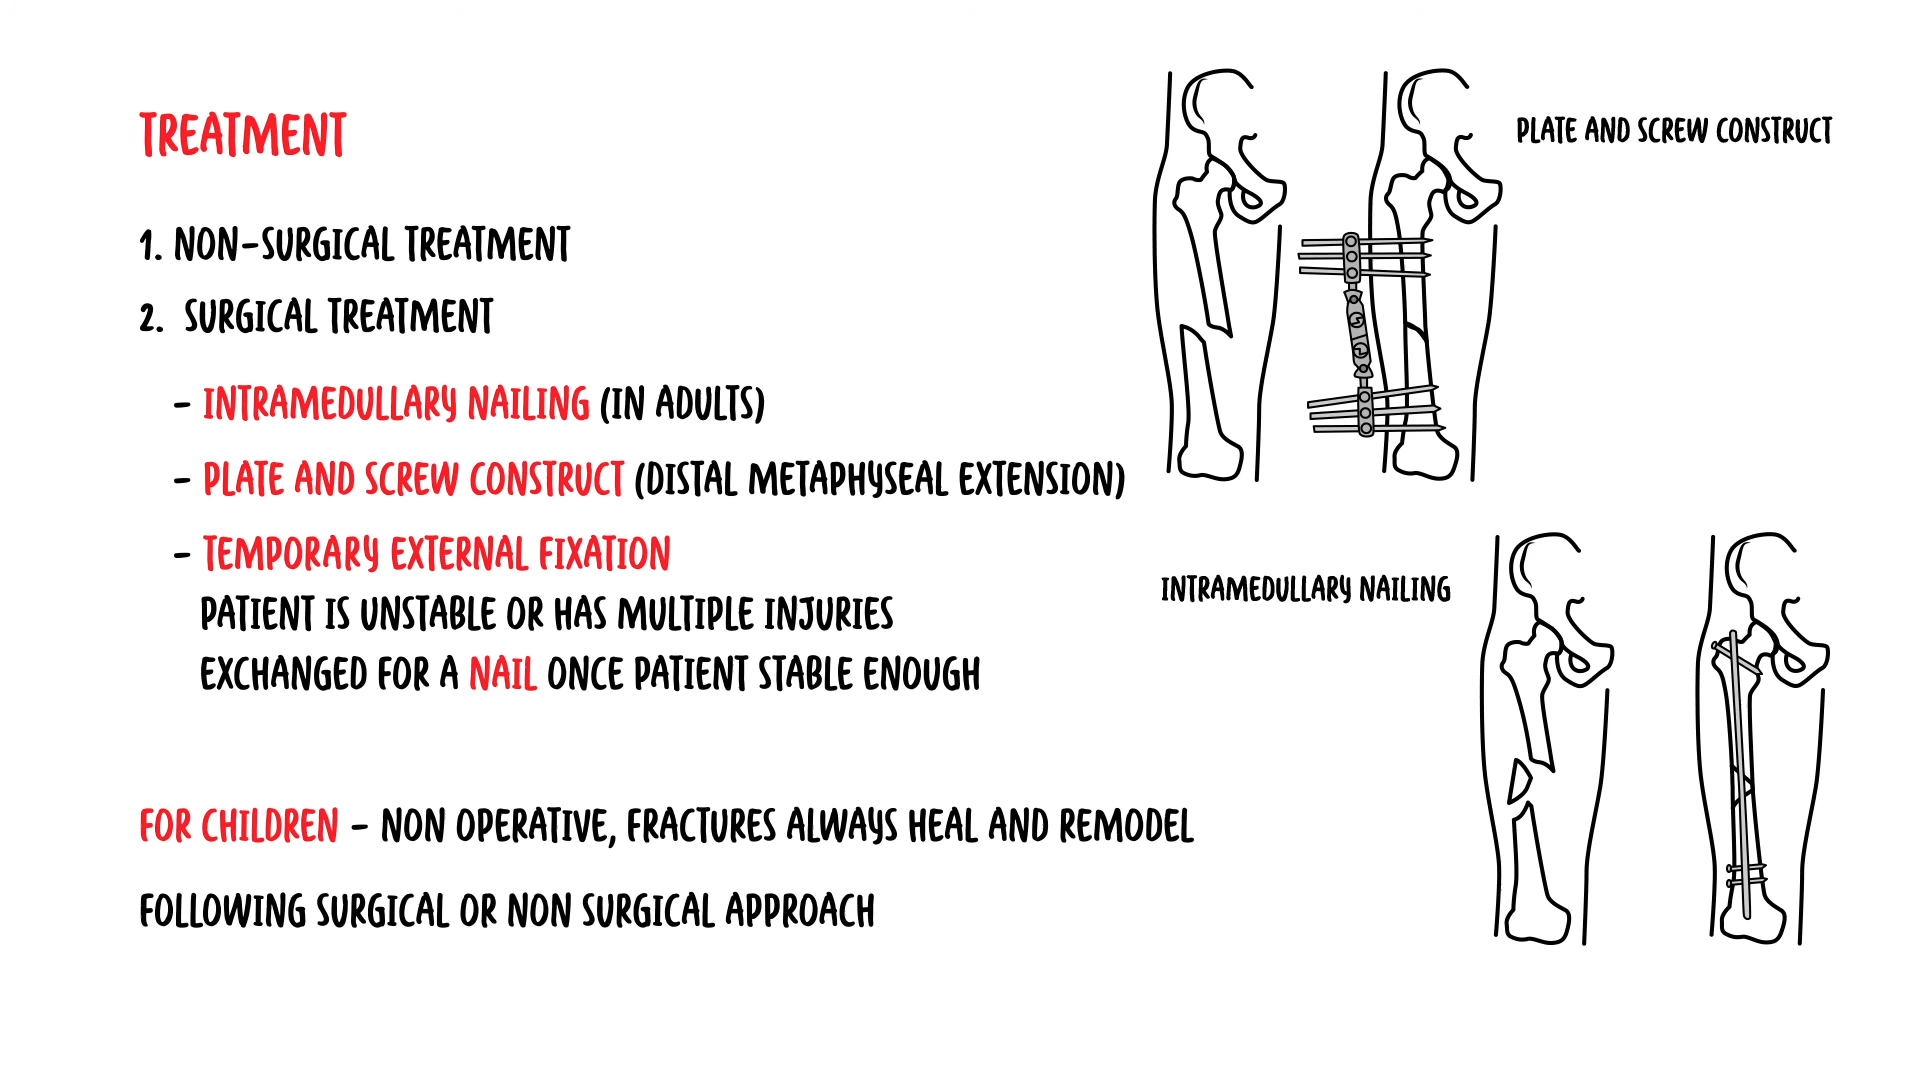 TREATMENT
1. NON-SURGICAL TREATMENT
2. SURGICAL TREATMENT
- INTRAMEDULLARY NAILING (IN ADULTS)
- PLATE AND SCREW CONSTRUCT (DISTAL METAPHYSEAL EXTENSION)
- TEMPORARY EXTERNAL FIXATION
PATIENT IS UNSTABLE OR HAS MULTIPLE INJURIES
EXCHANGED FOR A NAIL ONCE PATIENT STABLE ENOUGH
FOR CHILDREN - NON OPERATIVE, FRACTURES ALWAYS HEAL AND REMODEL
FOLLOWING SURGICAL OR NON SURGICAL APPROACH
PLATE AND SCREW CONSTRUCT
INTRAMEDULLARY NAILING